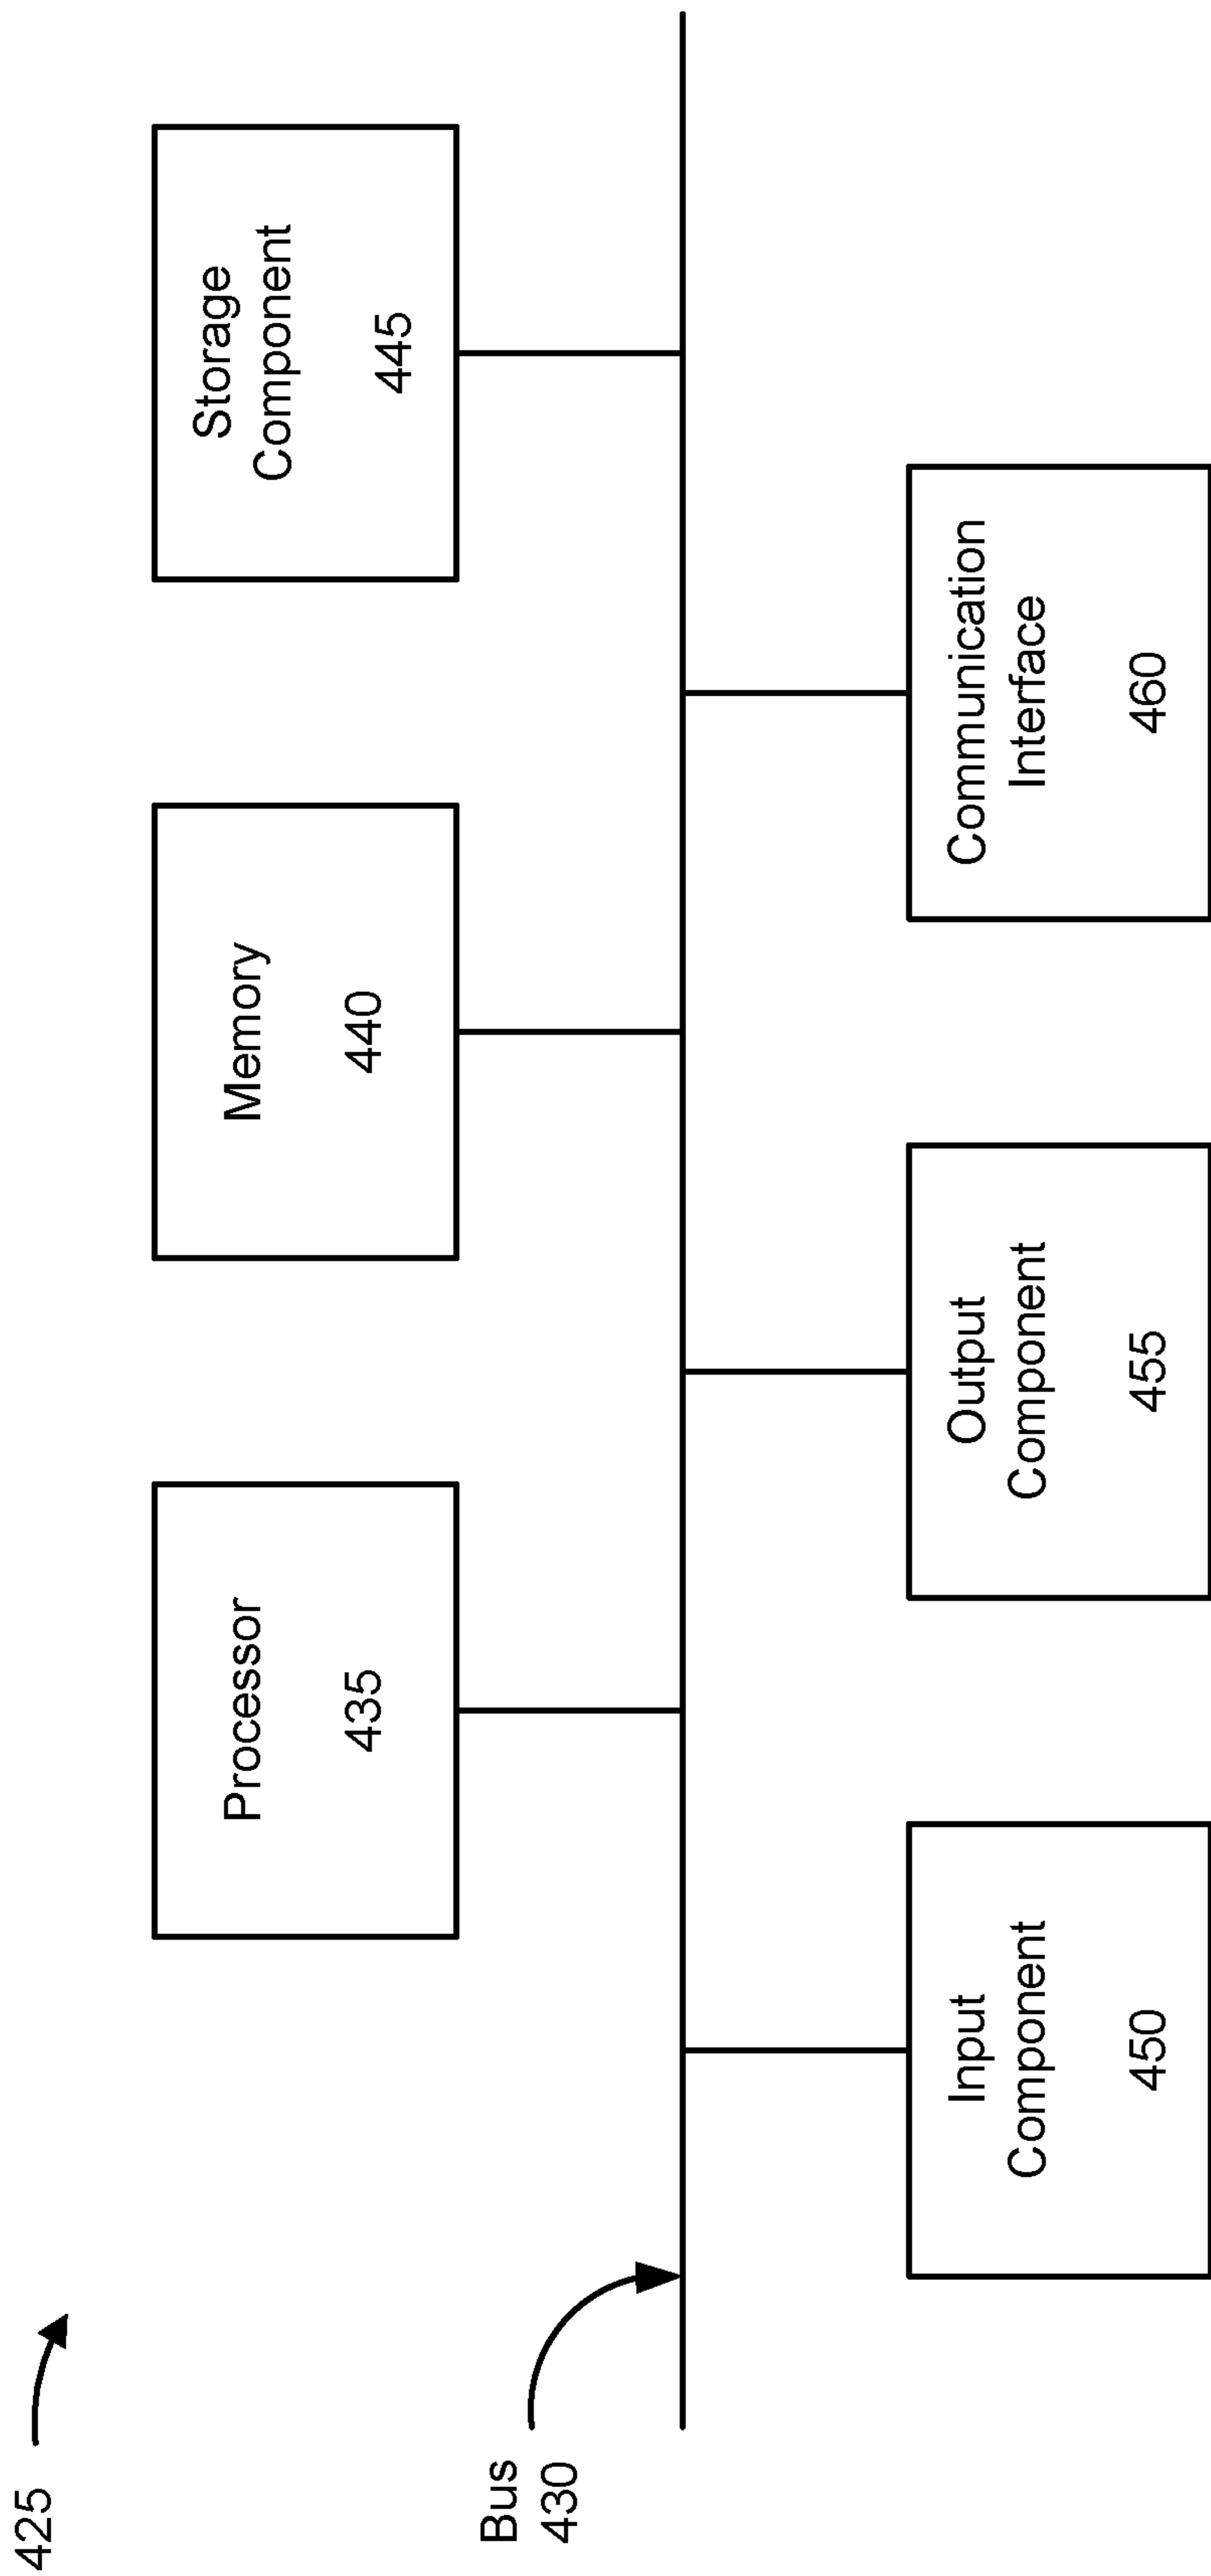 425
Processor
435
Memory
440
Storage
Component
445
Bus
430
Input
Component
450
Output
Component
455
Communication
Interface
460